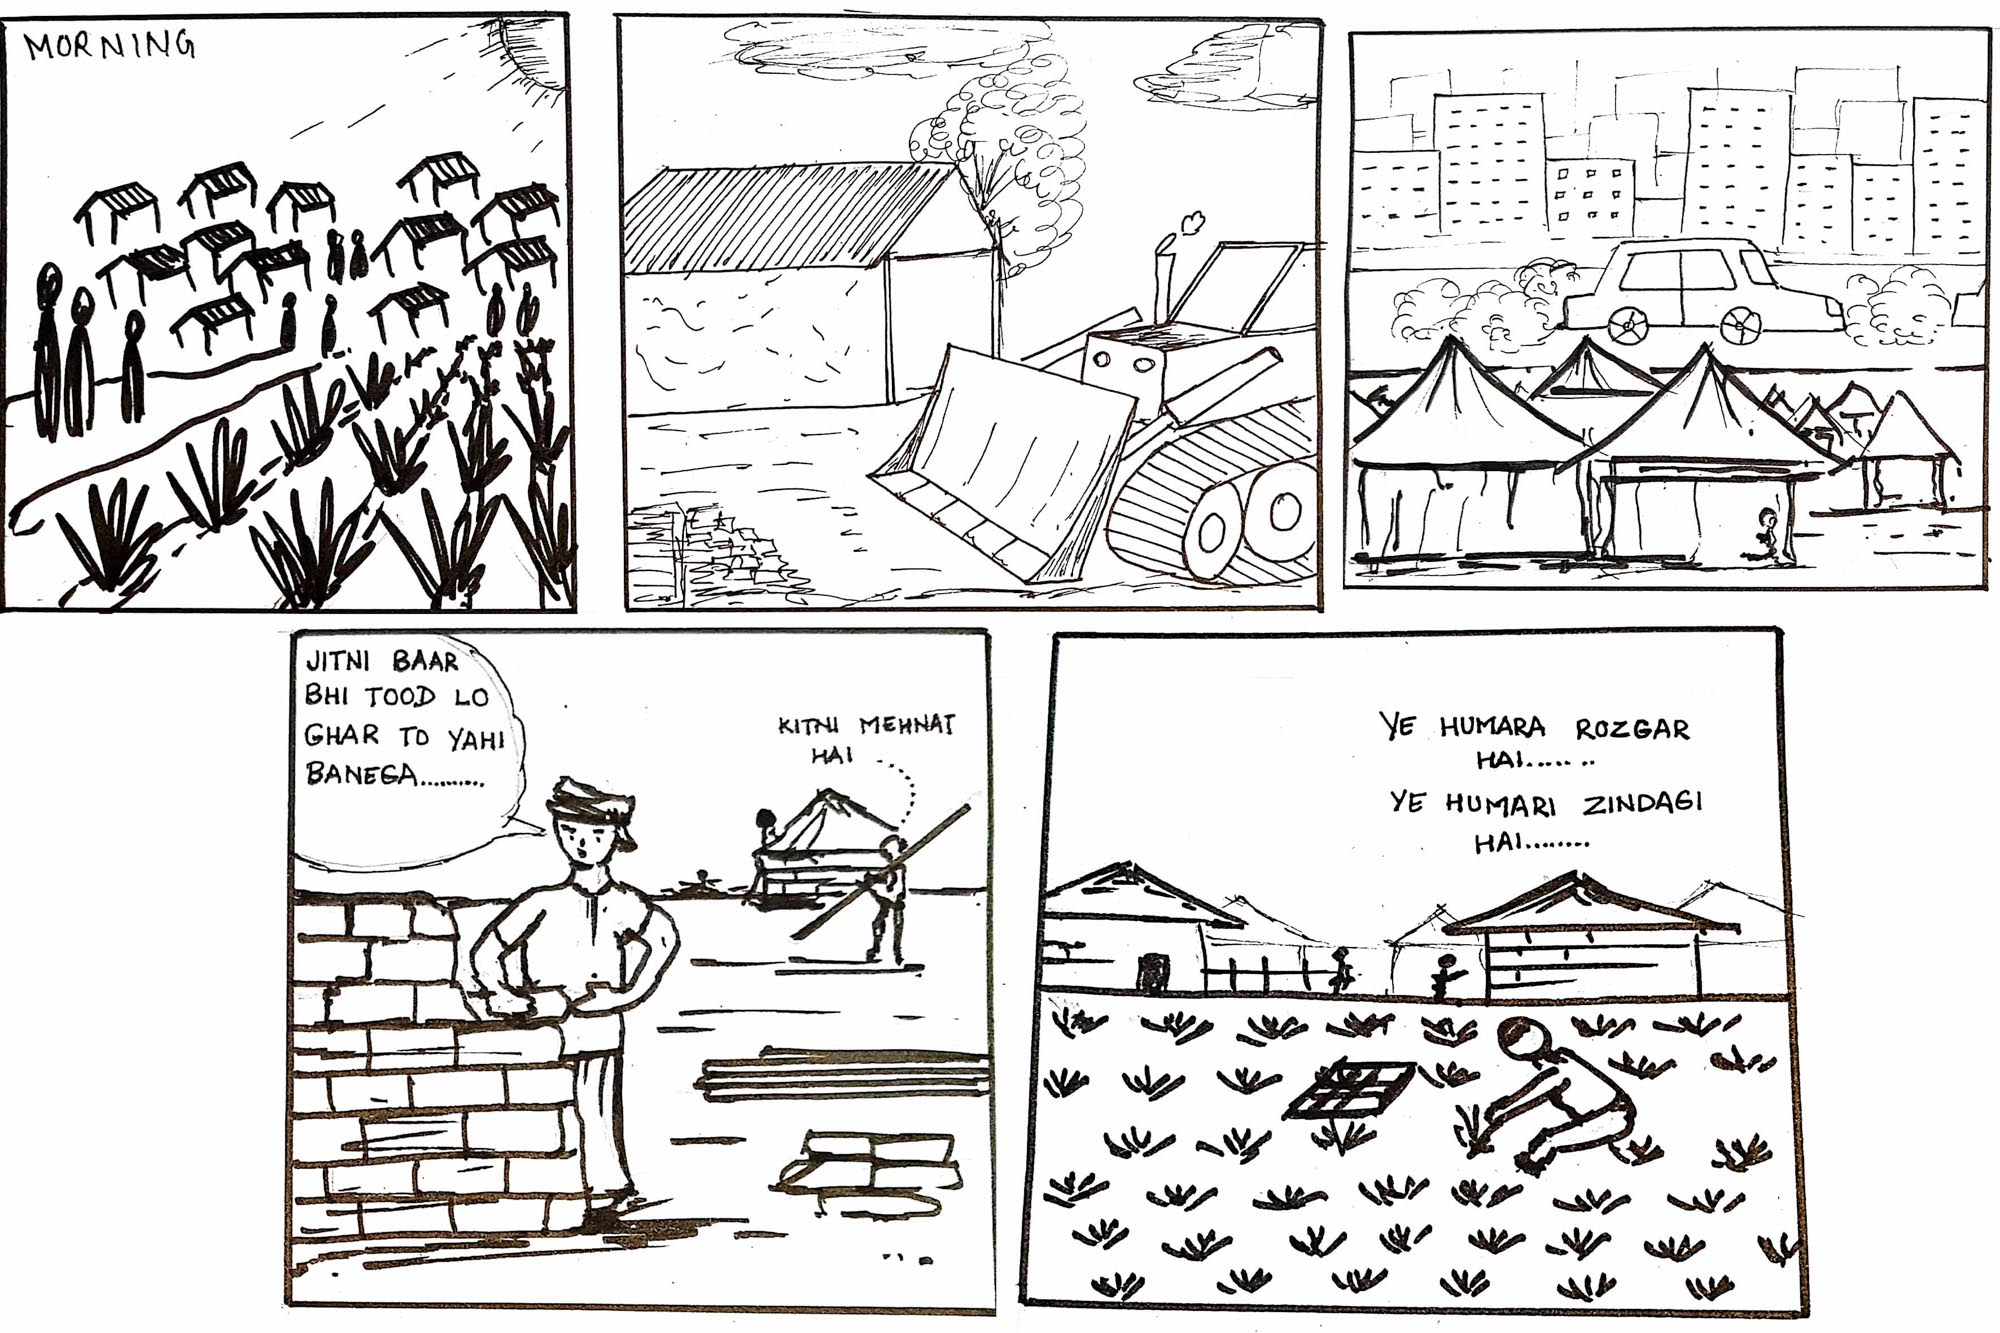 MORNING
JITNI BAAR
BHI TOOD LO
GHAR TO YAHI
BANEGA..........
KITNI MEHNAT
HAI
YE HUMARA ROZGAR
HAI......
YE HUMARI ZINDAGI
HAI........